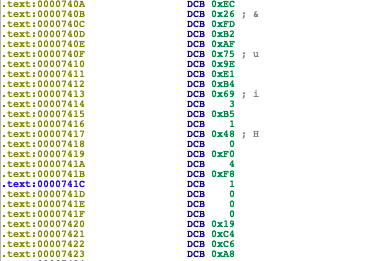 .text:0000740A DCB 0xEC
.text:0000740B DCB 0x26 ; &
.text:0000740C DCB 0xFD
.text:0000740D DCB 0xB2
.text:0000740E DCB 0xAF
.text:0000740F DCB 0x75 ; u
.text:00007410 DCB 0x9E
.text:00007411 DCB 0xE1
.text:00007412 DCB 0xB4
.text:00007413 DCB 0x69 ; i
.text:00007414 DCB 3
.text:00007415 DCB 0xB5
.text:00007416 DCB 1
.text:00007417 DCB 0x48 ; H
.text:00007418 DCB 0
.text:00007419 DCB 0xF0
.text:0000741A DCB 4
.text:0000741B DCB 0xF8
.text:0000741C DCB 1
.text:0000741D DCB 0
.text:0000741E DCB 0
.text:0000741F DCB 0
.text:00007420 DCB 0x19
.text:00007421 DCB 0xC4
.text:00007422 DCB 0xC6
.text:00007423 DCB 0xA8